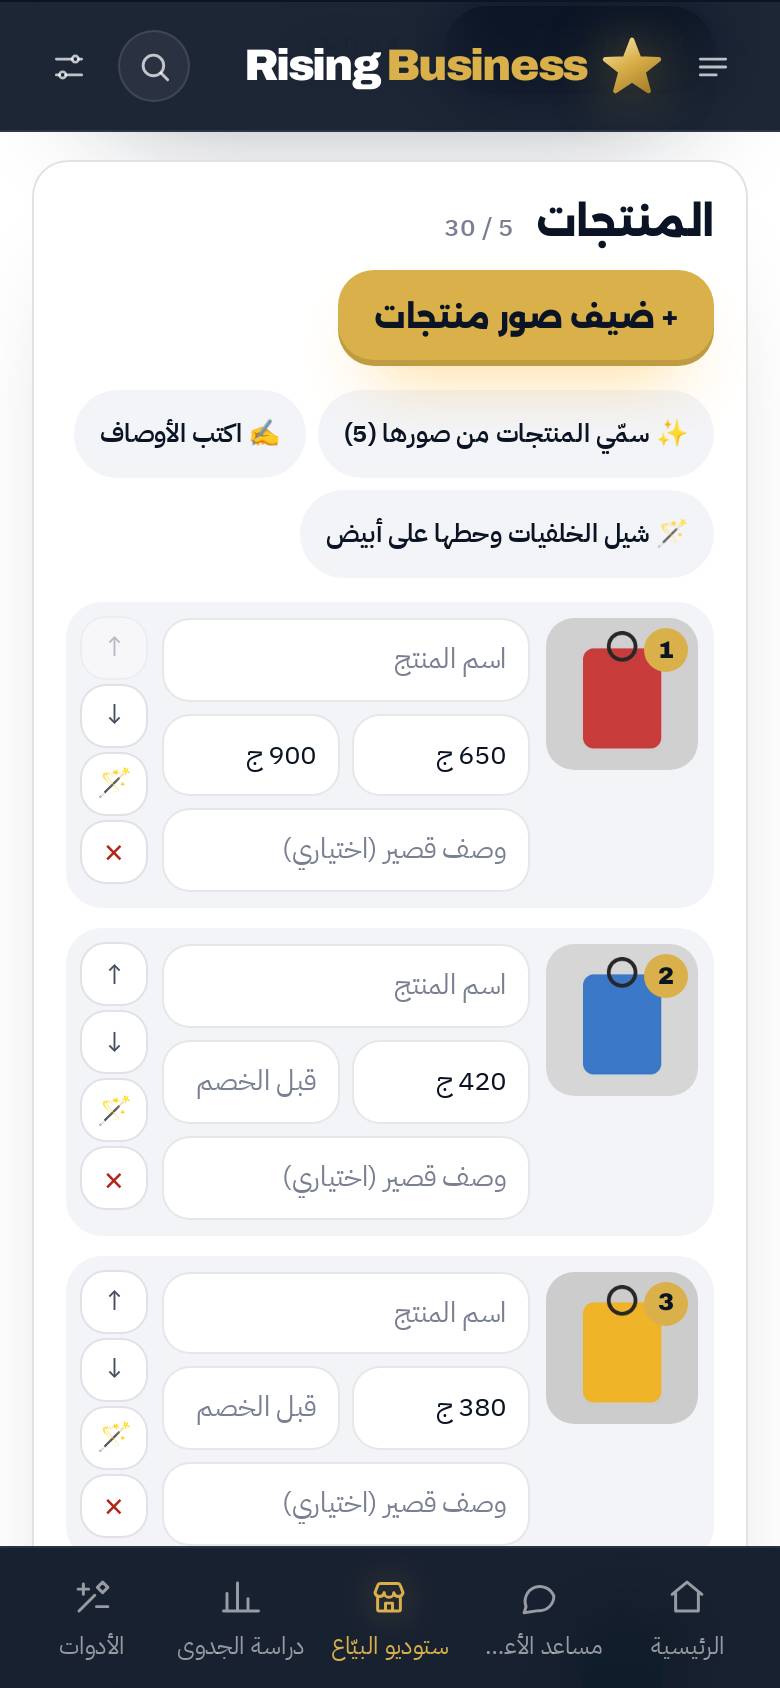 Rising Business
المنتجات 5 / 30
+ ضيف صور منتجات
✨ سمّي المنتجات من صورها (5)
✍️ اكتب الأوصاف
🪄 شيل الخلفيات وحطها على أبيض
1
اسم المنتج
650 ج
900 ج
وصف قصير (اختياري)
↑
↓
🪄
×
2
اسم المنتج
420 ج
قبل الخصم
وصف قصير (اختياري)
↑
↓
🪄
×
3
اسم المنتج
380 ج
قبل الخصم
وصف قصير (اختياري)
↑
↓
🪄
×
الرئيسية
مساعد الأعـ...
ستوديو البيّاع
دراسة الجدوى
الأدوات